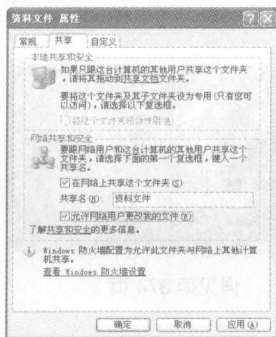 资料文件 属性
常规 共享 自定义
本地共享和安全
如果只跟这台计算机的其他用户共享这个文件夹
，请将其拖动到共享文档文件夹。
要将这个文件夹及其子文件夹设为专用(只有您可
以访问)，请选择以下复选框。
将这个文件夹设为专用(M)
网络共享和安全
要跟网络用户和这台计算机的其他用户共享这个
文件夹，请选择下面的第一个复选框，键入一个
共享名。
在网络上共享这个文件夹(S)
共享名(H): 资料文件
允许网络用户更改我的文件(W)
了解共享和安全的更多信息。
Windows 防火墙配置为允许此文件夹与网络上其他计算
机共享。
查看 Windows 防火墙设置
确定 取消 应用(A)